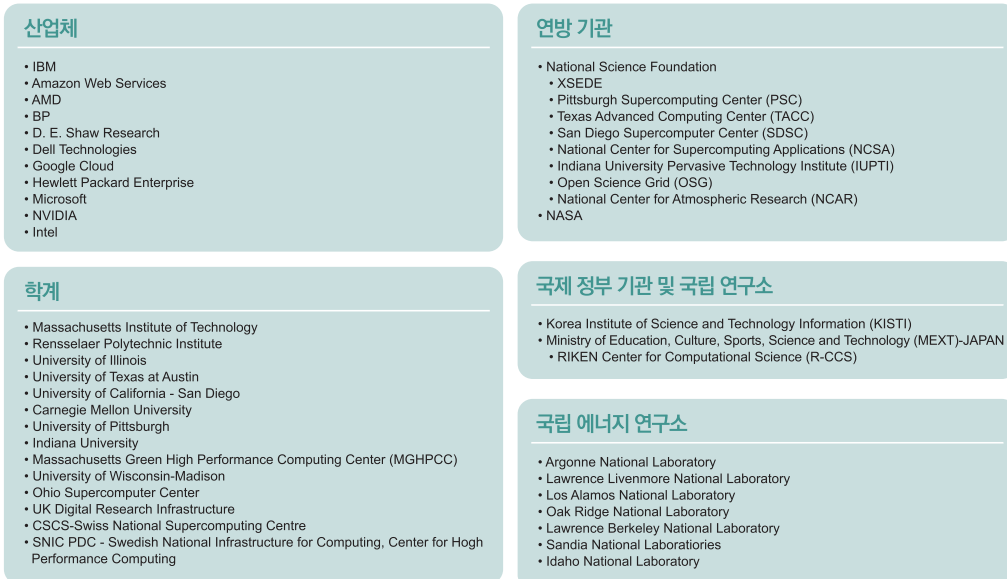 산업체
• IBM
• Amazon Web Services
• AMD
• BP
• D. E. Shaw Research
• Dell Technologies
• Google Cloud
• Hewlett Packard Enterprise
• Microsoft
• NVIDIA
• Intel
학계
• Massachusetts Institute of Technology
• Rensselaer Polytechnic Institute
• University of Illinois
• University of Texas at Austin
• University of California - San Diego
• Carnegie Mellon University
• University of Pittsburgh
• Indiana University
• Massachusetts Green High Performance Computing Center (MGHPCC)
• University of Wisconsin-Madison
• Ohio Supercomputer Center
• UK Digital Research Infrastructure
• CSCS-Swiss National Supercomputing Centre
• SNIC PDC - Swedish National Infrastructure for Computing, Center for Hogh
Performance Computing
연방 기관
• National Science Foundation
• XSEDE
• Pittsburgh Supercomputing Center (PSC)
• Texas Advanced Computing Center (TACC)
• San Diego Supercomputer Center (SDSC)
• National Center for Supercomputing Applications (NCSA)
• Indiana University Pervasive Technology Institute (IUPTI)
• Open Science Grid (OSG)
• National Center for Atmospheric Research (NCAR)
• NASA
국제 정부 기관 및 국립 연구소
• Korea Institute of Science and Technology Information (KISTI)
• Ministry of Education, Culture, Sports, Science and Technology (MEXT)-JAPAN
• RIKEN Center for Computational Science (R-CCS)
국립 에너지 연구소
• Argonne National Laboratory
• Lawrence Livenmore National Laboratory
• Los Alamos National Laboratory
• Oak Ridge National Laboratory
• Lawrence Berkeley National Laboratory
• Sandia National Laboratiories
• Idaho National Laboratory